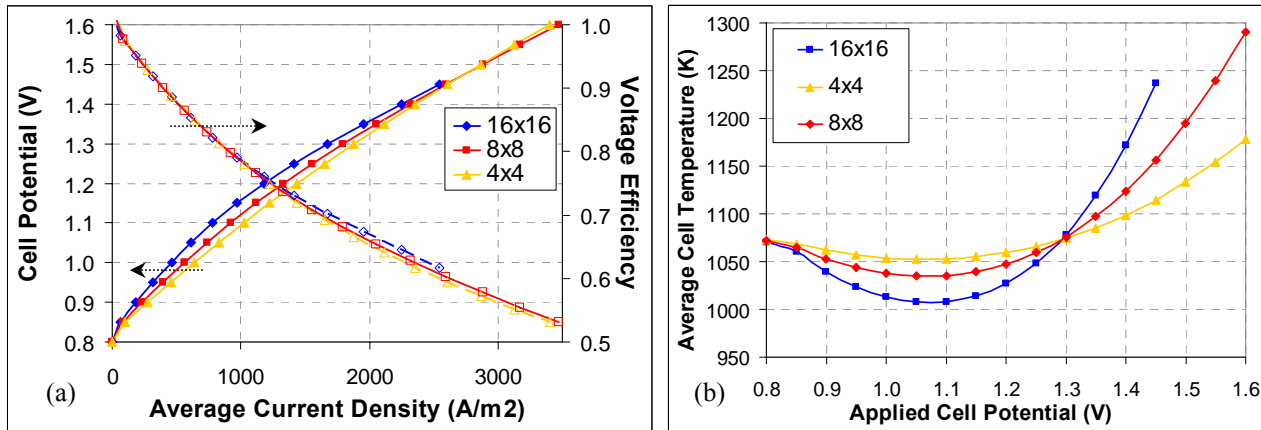 1.6
1.5
1.4
1.3
1.2
1.1
1.0
0.9
0.8
Cell Potential (V)
1.0
0.9
0.8
0.7
0.6
0.5
Voltage Efficiency
16x16
8x8
4x4
0 1000 2000 3000
(a)
Average Current Density (A/m2)
1300
1250
1200
1150
1100
1050
1000
950
Average Cell Temperature (K)
16x16
4x4
8x8
0.8 0.9 1.0 1.1 1.2 1.3 1.4 1.5 1.6
(b)
Applied Cell Potential (V)